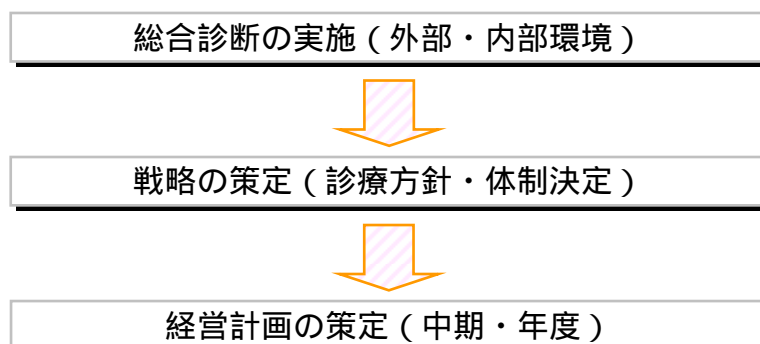 総合診断の実施（外部・内部環境）
戦略の策定（診療方針・体制決定）
経営計画の策定（中期・年度）